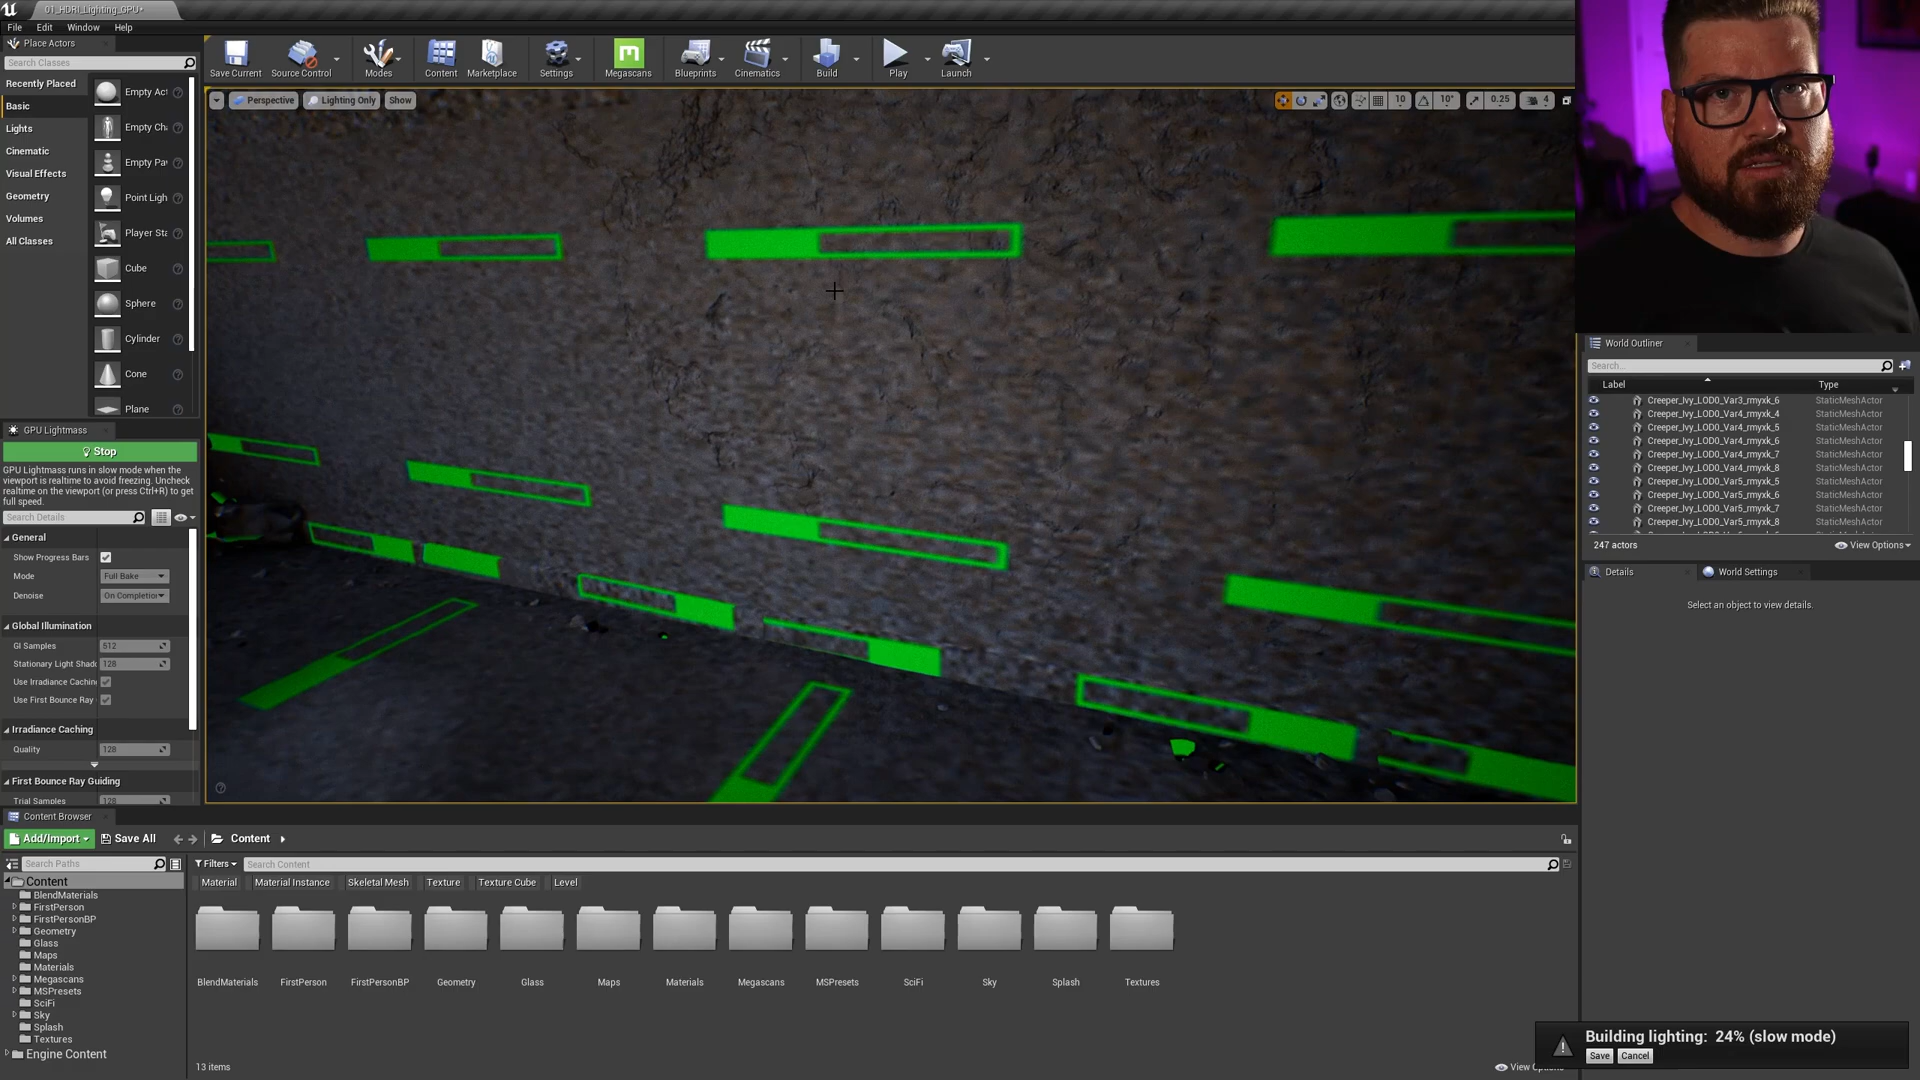 01_HDRI_Lighting_GPU*
File Edit Window Help
Place Actors
Search Classes
Recently Placed
Basic
Lights
Cinematic
Visual Effects
Geometry
Volumes
All Classes
Empty Act
Empty Cha
Empty Pav
Point Ligh
Player Sta
Cube
Sphere
Cylinder
Cone
Plane
Save Current
Source Control
Modes
Content
Marketplace
Settings
Megascans
Blueprints
Cinematics
Build
Play
Launch
Perspective
Lighting Only
Show
10
10°
0.25
4
GPU Lightmass
Stop
GPU Lightmass runs in slow mode when the
viewport is realtime to avoid freezing. Uncheck
realtime on the viewport (or press Ctrl+R) to get
full speed.
Search Details
General
Show Progress Bars
Mode Full Bake
Denoise On Completion
Global Illumination
GI Samples 512
Stationary Light Shado 128
Use Irradiance Caching
Use First Bounce Ray
Irradiance Caching
Quality 128
First Bounce Ray Guiding
Trial Samples 128
World Outliner
Search...
Label Type
Creeper_Ivy_LOD0_Var3_rmyxk_6 StaticMeshActor
Creeper_Ivy_LOD0_Var4_rmyxk_4 StaticMeshActor
Creeper_Ivy_LOD0_Var4_rmyxk_5 StaticMeshActor
Creeper_Ivy_LOD0_Var4_rmyxk_6 StaticMeshActor
Creeper_Ivy_LOD0_Var4_rmyxk_7 StaticMeshActor
Creeper_Ivy_LOD0_Var4_rmyxk_8 StaticMeshActor
Creeper_Ivy_LOD0_Var5_rmyxk_5 StaticMeshActor
Creeper_Ivy_LOD0_Var5_rmyxk_6 StaticMeshActor
Creeper_Ivy_LOD0_Var5_rmyxk_7 StaticMeshActor
Creeper_Ivy_LOD0_Var5_rmyxk_8 StaticMeshActor
247 actors View Options
Details World Settings
Select an object to view details.
Content Browser
Add/Import Save All Content
Search Paths
Content
BlendMaterials
FirstPerson
FirstPersonBP
Geometry
Glass
Maps
Materials
Megascans
MSPresets
SciFi
Sky
Splash
Textures
Engine Content
Filters Search Content
Material Material Instance Skeletal Mesh Texture Texture Cube Level
BlendMaterials FirstPerson FirstPersonBP Geometry Glass Maps Materials Megascans MSPresets SciFi Sky Splash Textures
13 items
View Options
Building lighting: 24% (slow mode)
Save Cancel